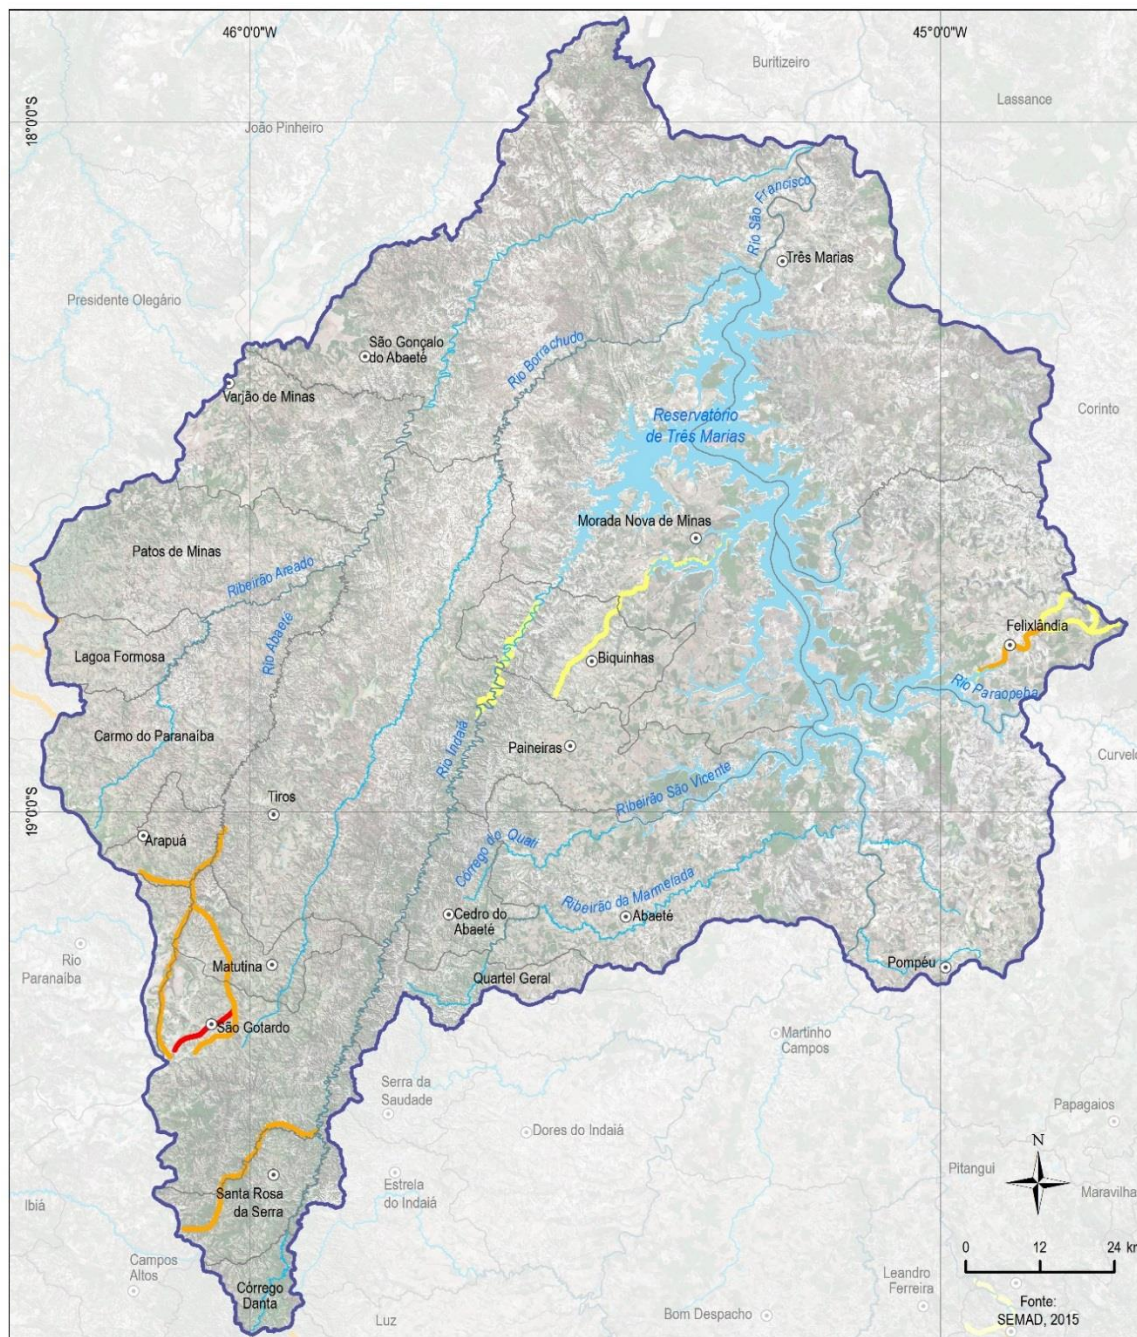 46°0'0"W
45°0'0"W
Buritizeiro
Lassance
18°0'0"S
João Pinheiro
Rio São Francisco
Três Marias
Presidente Olegário
São Gonçalo
do Abaeté
Rio Borrachudo
Varjão de Minas
Corinto
Reservatório
de Três Marias
Morada Nova de Minas
Patos de Minas
Ribeirão Areado
Felixlândia
Rio Abaeté
Lagoa Formosa
Biquinhas
Rio Paraopeba
Carmo do Paranaíba
Rio Indaiá
Paineiras
Curvelo
Ribeirão São Vicente
19°0'0"S
Tiros
Arapuá
Córrego do Quati
Ribeirão da Marmelada
Cedro do
Abaeté
Abaeté
Rio
Paranaíba
Matutina
Quartel Geral
Pompéu
São Gotardo
Martinho
Campos
Serra da
Saudade
Papagaios
Dores do Indaiá
N
Pitangui
Estrela
do Indaiá
Maravilha
Santa Rosa
da Serra
Ibiá
Campos
Altos
0 12 24 km
Córrego
Danta
Leandro
Ferreira
Luz
Bom Despacho
Fonte:
SEMAD, 2015